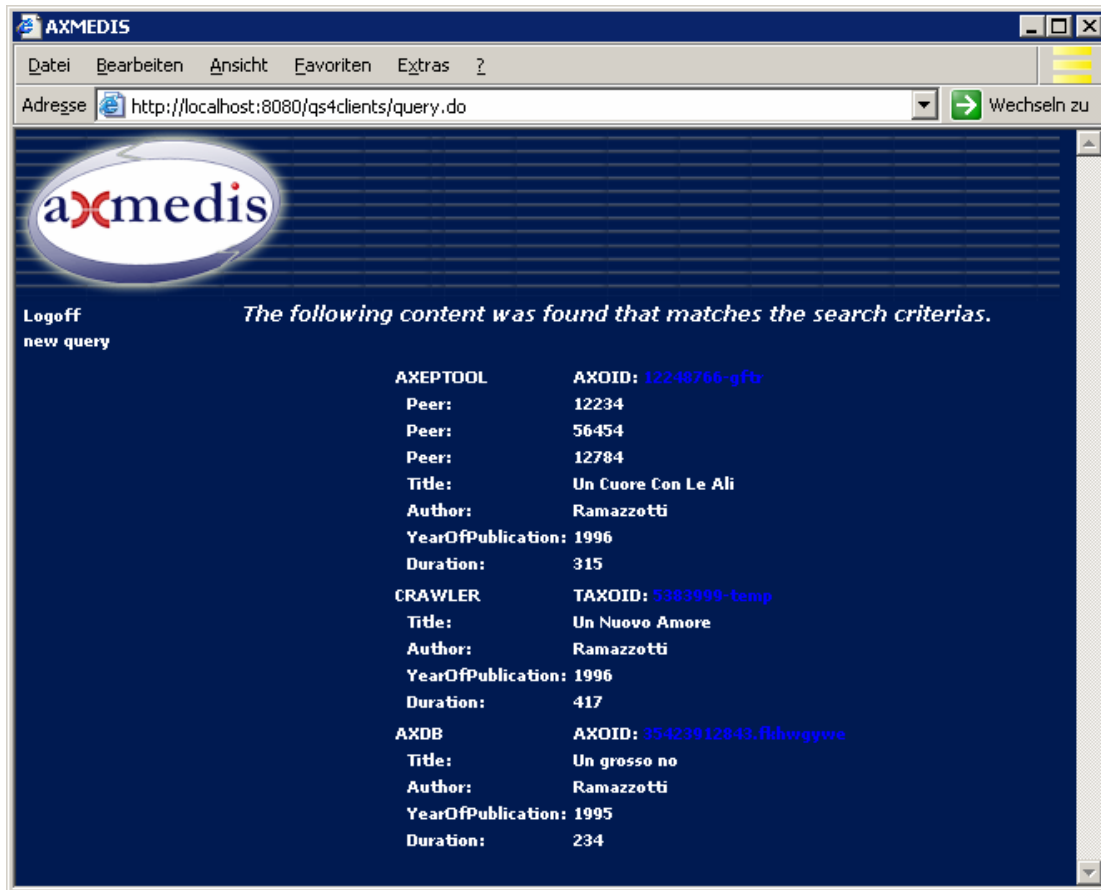 AXMEDIS
Datei Bearbeiten Ansicht Favoriten Extras ?
Adresse http://localhost:8080/qs4clients/query.do Wechseln zu
axmedis
Logoff
new query
The following content was found that matches the search criterias.
AXEPTOOL AXOID: 12248766-gftr
Peer: 12234
Peer: 56454
Peer: 12784
Title: Un Cuore Con Le Ali
Author: Ramazzotti
YearOfPublication: 1996
Duration: 315
CRAWLER TAXOID: 5383999-temp
Title: Un Nuovo Amore
Author: Ramazzotti
YearOfPublication: 1996
Duration: 417
AXDB AXOID:
Title: Un grosso no
Author: Ramazzotti
YearOfPublication: 1995
Duration: 234